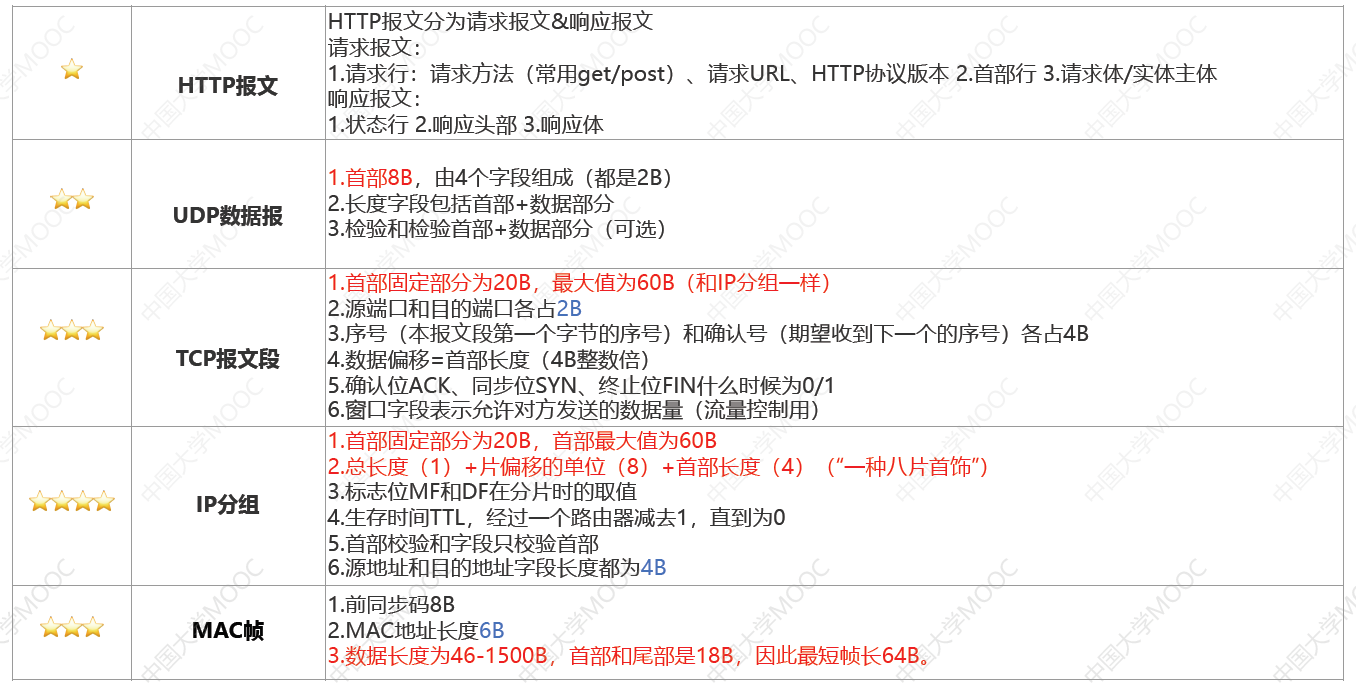 HTTP报文
HTTP报文分为请求报文&响应报文
请求报文：
1.请求行：请求方法（常用get/post）、请求URL、HTTP协议版本 2.首部行 3.请求体/实体主体
响应报文：
1.状态行 2.响应头部 3.响应体
UDP数据报
1.首部8B，由4个字段组成（都是2B）
2.长度字段包括首部+数据部分
3.检验和检验首部+数据部分（可选）
TCP报文段
1.首部固定部分为20B，最大值为60B（和IP分组一样）
2.源端口和目的端口各占2B
3.序号（本报文段第一个字节的序号）和确认号（期望收到下一个的序号）各占4B
4.数据偏移=首部长度（4B整数倍）
5.确认位ACK、同步位SYN、终止位FIN什么时候为0/1
6.窗口字段表示允许对方发送的数据量（流量控制用）
IP分组
1.首部固定部分为20B，首部最大值为60B
2.总长度（1）+片偏移的单位（8）+首部长度（4）（“一种八片首饰”）
3.标志位MF和DF在分片时的取值
4.生存时间TTL，经过一个路由器减去1，直到为0
5.首部校验和字段只校验首部
6.源地址和目的地址字段长度都为4B
MAC帧
1.前同步码8B
2.MAC地址长度6B
3.数据长度为46-1500B，首部和尾部是18B，因此最短帧长64B。
中国大学MOOC